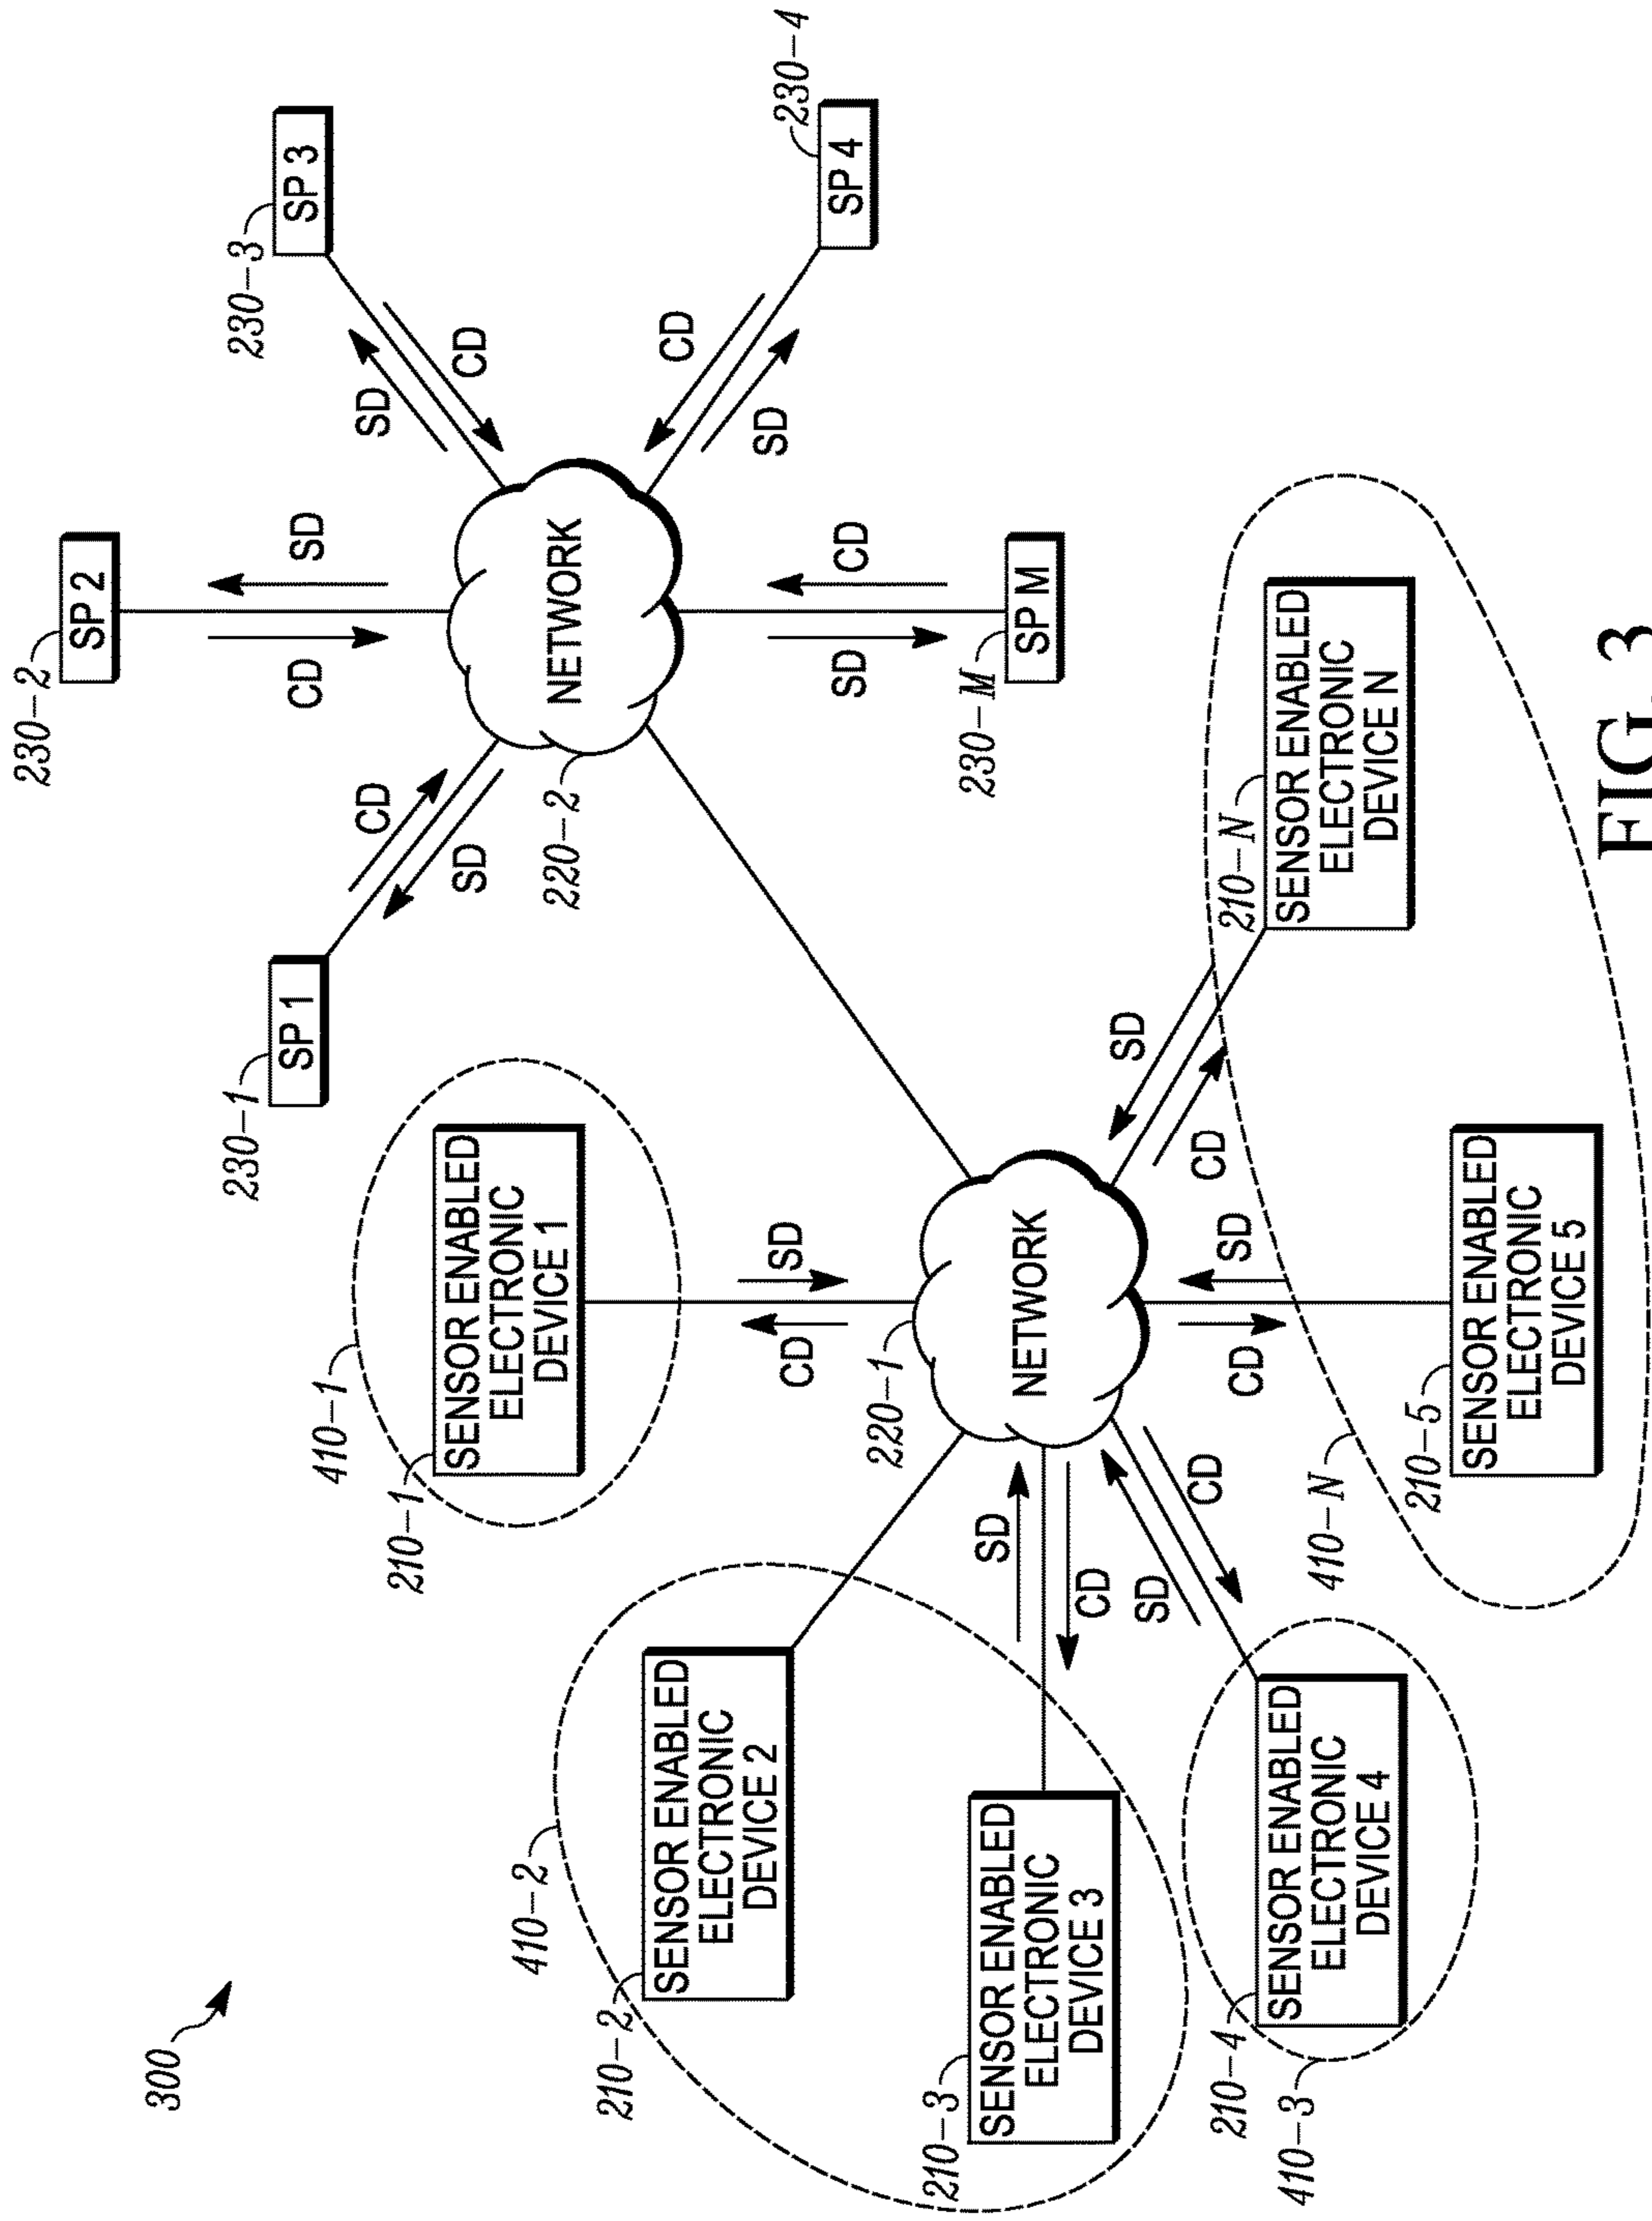 300
410-2
210-2
SENSOR ENABLED
ELECTRONIC
DEVICE 2
210-3
SENSOR ENABLED
ELECTRONIC
DEVICE 3
210-4
410-3
SENSOR ENABLED
ELECTRONIC
DEVICE 4
410-1
210-1
SENSOR ENABLED
ELECTRONIC
DEVICE 1
CD
SD
SD
CD
SD
CD
220-1
NETWORK
CD
SD
SD
CD
410-N
210-5
SENSOR ENABLED
ELECTRONIC
DEVICE 5
210-N
SENSOR ENABLED
ELECTRONIC
DEVICE N
230-1
SP 1
CD
SD
230-2
SP 2
CD
SD
220-2
NETWORK
230-3
SP 3
SD
CD
230-4
SP 4
CD
SD
SD
CD
230-M
SP M
FIG. 3